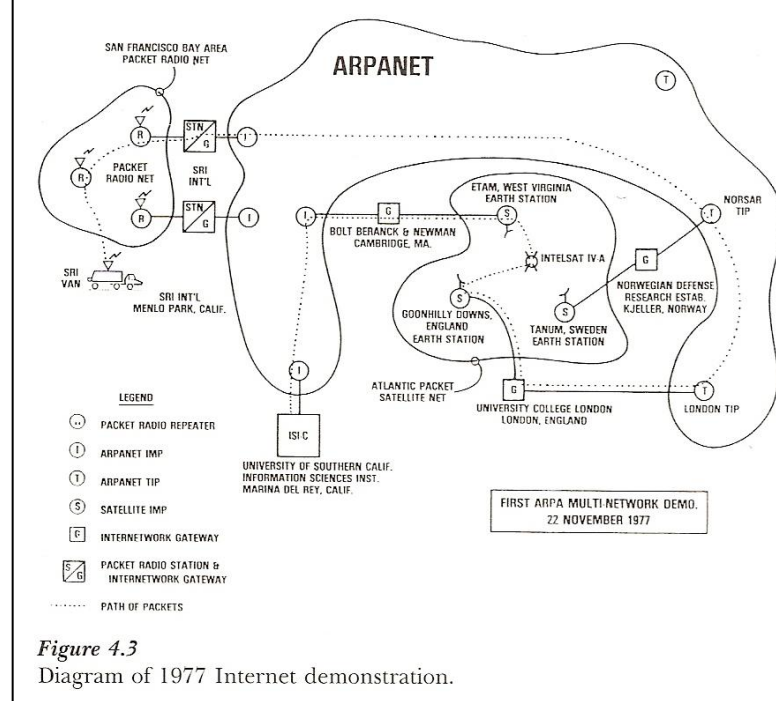 SAN FRANCISCO BAY AREA
PACKET RADIO NET
ARPANET
T
R
STN
G
I
PACKET
RADIO NET
SRI
INT'L
R
R
STN
G
I
SRI
VAN
SRI INT'L
MENLO PARK, CALIF.
I
G
BOLT BERANCK & NEWMAN
CAMBRIDGE, MA.
ETAM, WEST VIRGINIA
EARTH STATION
S
INTELSAT IV-A
S
GOONHILLY DOWNS,
ENGLAND
EARTH STATION
S
TANUM, SWEDEN
EARTH STATION
T
NORSAR
TIP
G
NORWEGIAN DEFENSE
RESEARCH ESTAB.
KJELLER, NORWAY
ATLANTIC PACKET
SATELLITE NET
G
UNIVERSITY COLLEGE LONDON
LONDON, ENGLAND
T
LONDON TIP
I
ISI C
UNIVERSITY OF SOUTHERN CALIF.
INFORMATION SCIENCES INST.
MARINA DEL REY, CALIF.
LEGEND
PACKET RADIO REPEATER
I ARPANET IMP
T ARPANET TIP
S SATELLITE IMP
G INTERNETWORK GATEWAY
S/G PACKET RADIO STATION &
INTERNETWORK GATEWAY
PATH OF PACKETS
FIRST ARPA MULTI-NETWORK DEMO.
22 NOVEMBER 1977
Figure 4.3
Diagram of 1977 Internet demonstration.